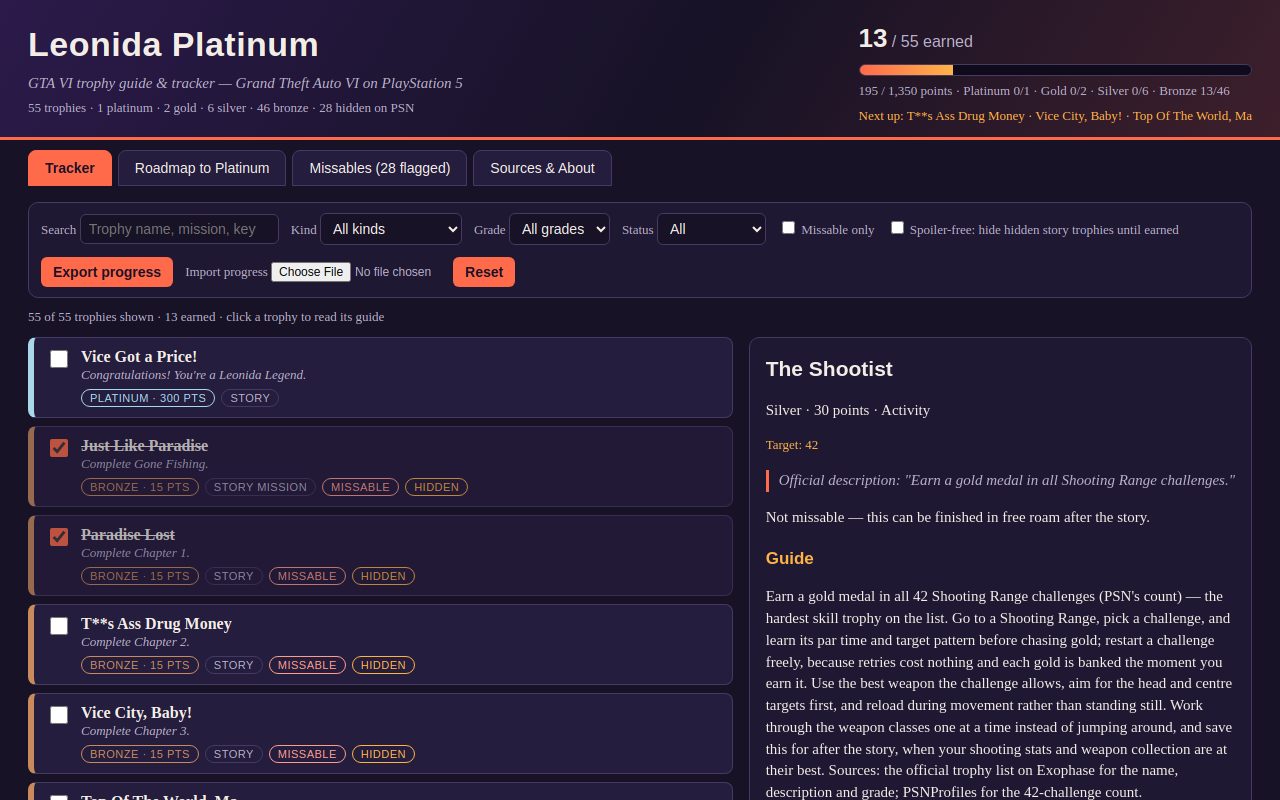 Leonida Platinum
GTA VI trophy guide & tracker — Grand Theft Auto VI on PlayStation 5
55 trophies · 1 platinum · 2 gold · 6 silver · 46 bronze · 28 hidden on PSN
13 / 55 earned
195 / 1,350 points · Platinum 0/1 · Gold 0/2 · Silver 0/6 · Bronze 13/46
Next up: T**s Ass Drug Money · Vice City, Baby! · Top Of The World, Ma
Tracker
Roadmap to Platinum
Missables (28 flagged)
Sources & About
Search Trophy name, mission, key
Kind All kinds
Grade All grades
Status All
Missable only
Spoiler-free: hide hidden story trophies until earned
Export progress
Import progress Choose File No file chosen
Reset
55 of 55 trophies shown · 13 earned · click a trophy to read its guide
Vice Got a Price!
Congratulations! You're a Leonida Legend.
PLATINUM · 300 PTS STORY
Just Like Paradise
Complete Gone Fishing.
BRONZE · 15 PTS STORY MISSION MISSABLE HIDDEN
Paradise Lost
Complete Chapter 1.
BRONZE · 15 PTS STORY MISSABLE HIDDEN
T**s Ass Drug Money
Complete Chapter 2.
BRONZE · 15 PTS STORY MISSABLE HIDDEN
Vice City, Baby!
Complete Chapter 3.
BRONZE · 15 PTS STORY MISSABLE HIDDEN
Top Of The World, Ma
The Shootist
Silver · 30 points · Activity
Target: 42
Official description: "Earn a gold medal in all Shooting Range challenges."
Not missable — this can be finished in free roam after the story.
Guide
Earn a gold medal in all 42 Shooting Range challenges (PSN's count) — the
hardest skill trophy on the list. Go to a Shooting Range, pick a challenge, and
learn its par time and target pattern before chasing gold; restart a challenge
freely, because retries cost nothing and each gold is banked the moment you
earn it. Use the best weapon the challenge allows, aim for the head and centre
targets first, and reload during movement rather than standing still. Work
through the weapon classes one at a time instead of jumping around, and save
this for after the story, when your shooting stats and weapon collection are at
their best. Sources: the official trophy list on Exophase for the name,
description and grade; PSNProfiles for the 42-challenge count.